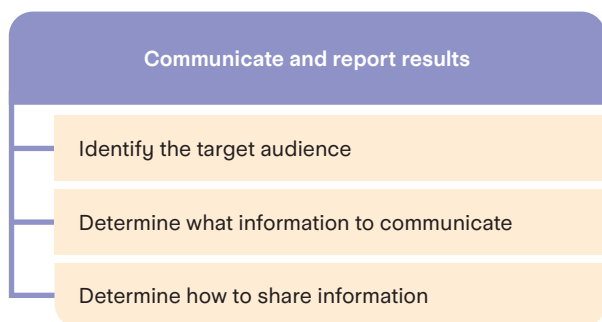 Communicate and report results
Identify the target audience
Determine what information to communicate
Determine how to share information